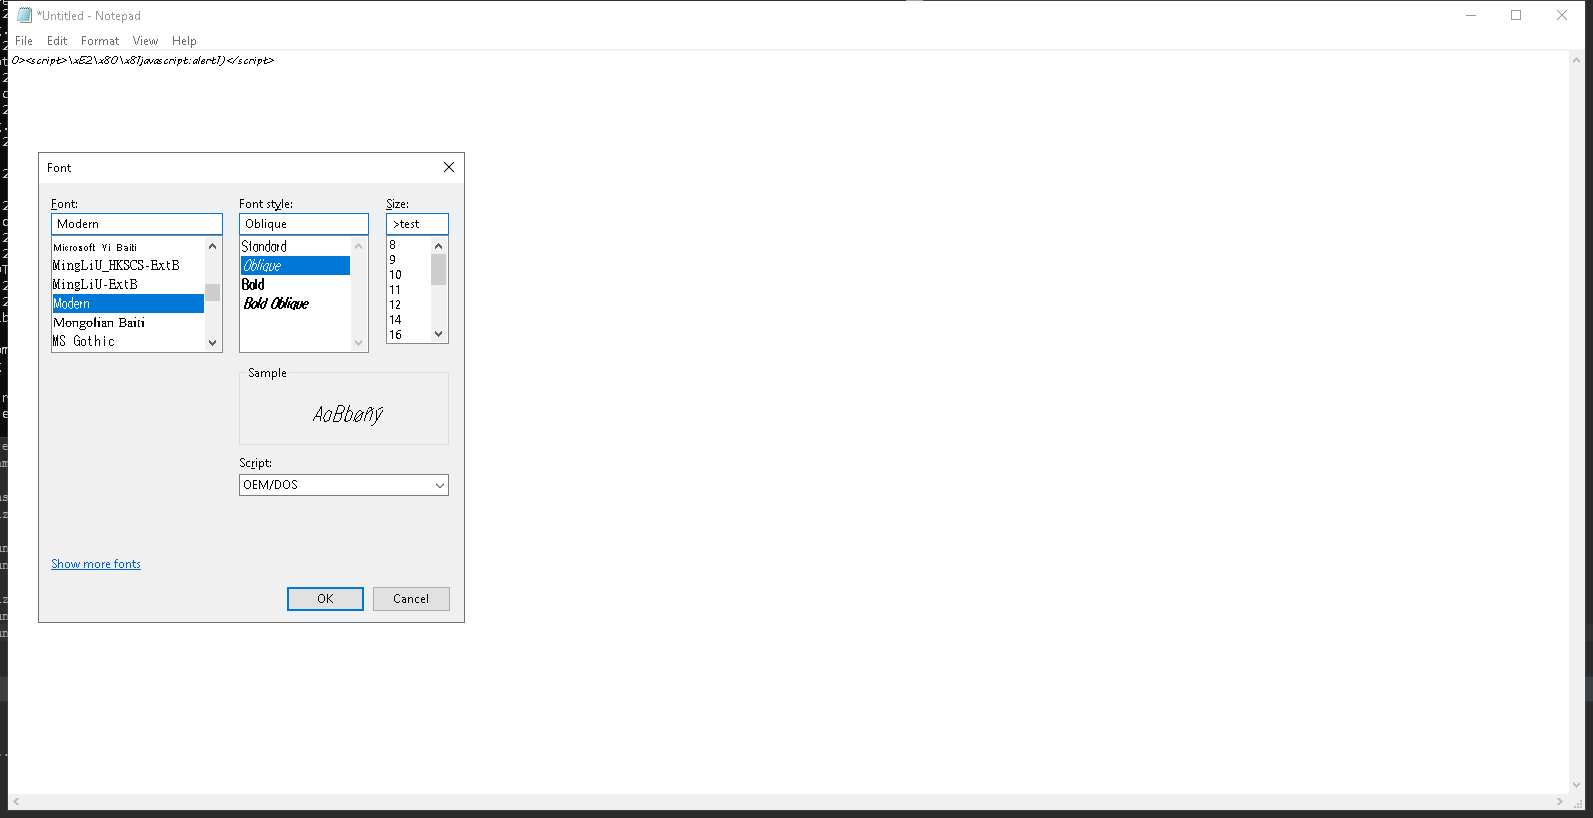 *Untitled - Notepad
File Edit Format View Help
0><script>\xE2\x80\x81javascript:alert1)</script>
Font
Font: Font style: Size:
Modern Oblique >test
Microsoft Yi Baiti
MingLiU_HKSCS-ExtB
MingLiU-ExtB
Modern
Mongolian Baiti
MS Gothic
Standard
Oblique
Bold
Bold Oblique
8
9
10
11
12
14
16
Sample
AaBbøñý
Script:
OEM/DOS
Show more fonts
OK Cancel